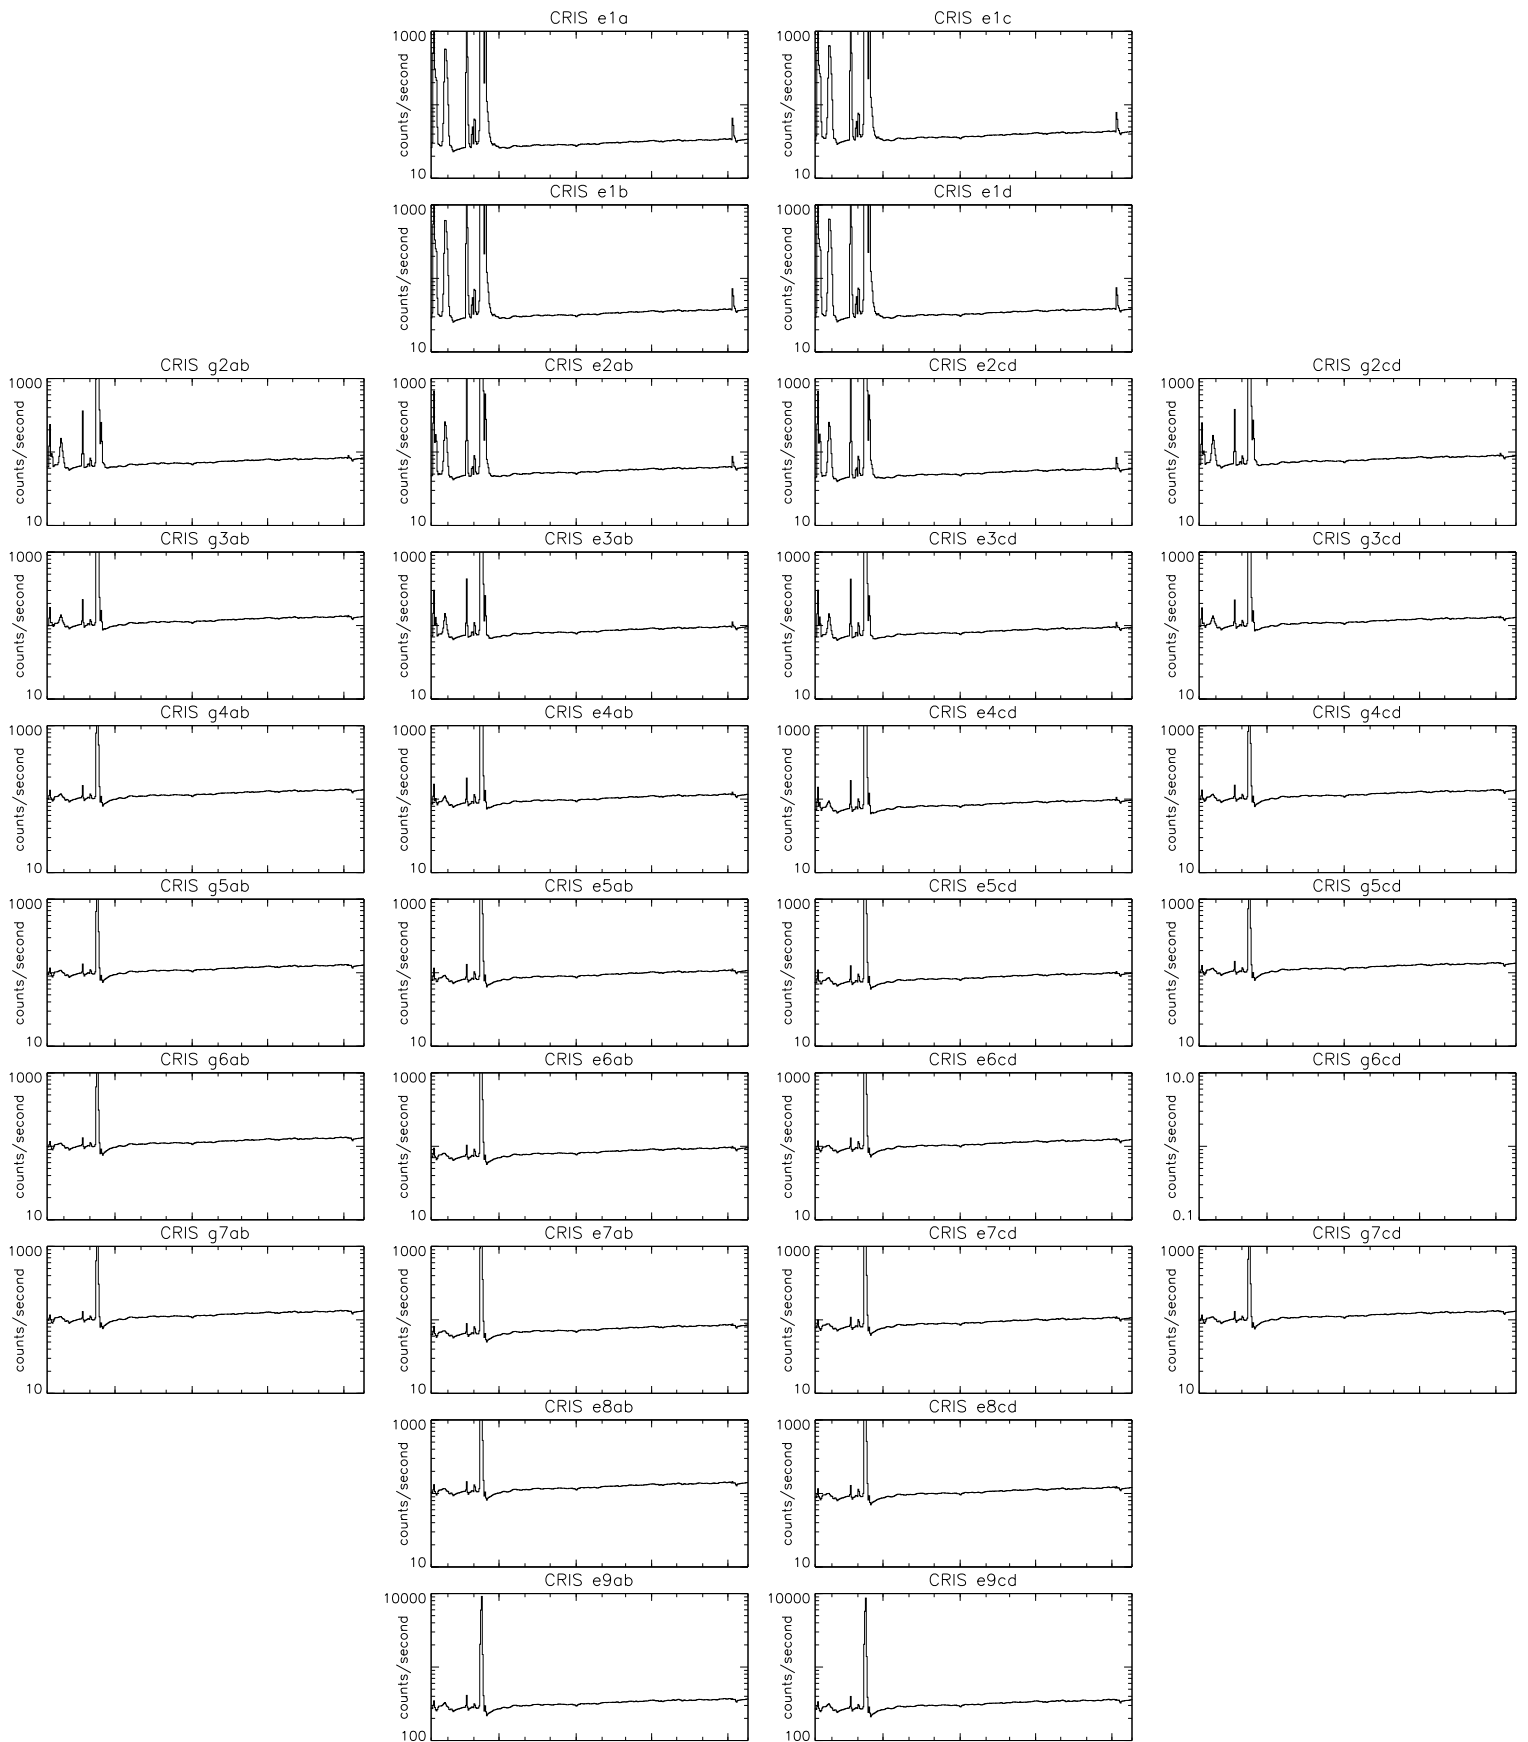 CRIS e1a
CRIS e1c
1000
counts/second
10
1000
counts/second
10
CRIS e1b
CRIS e1d
1000
counts/second
10
1000
counts/second
10
CRIS g2ab
CRIS e2ab
CRIS e2cd
CRIS g2cd
1000
counts/second
10
1000
counts/second
10
1000
counts/second
10
1000
counts/second
10
CRIS g3ab
CRIS e3ab
CRIS e3cd
CRIS g3cd
1000
counts/second
10
1000
counts/second
10
1000
counts/second
10
1000
counts/second
10
CRIS g4ab
CRIS e4ab
CRIS e4cd
CRIS g4cd
1000
counts/second
10
1000
counts/second
10
1000
counts/second
10
1000
counts/second
10
CRIS g5ab
CRIS e5ab
CRIS e5cd
CRIS g5cd
1000
counts/second
10
1000
counts/second
10
1000
counts/second
10
1000
counts/second
10
CRIS g6ab
CRIS e6ab
CRIS e6cd
CRIS g6cd
1000
counts/second
10
1000
counts/second
10
1000
counts/second
10
10.0
counts/second
0.1
CRIS g7ab
CRIS e7ab
CRIS e7cd
CRIS g7cd
1000
counts/second
10
1000
counts/second
10
1000
counts/second
10
1000
counts/second
10
CRIS e8ab
CRIS e8cd
1000
counts/second
10
1000
counts/second
10
CRIS e9ab
CRIS e9cd
10000
counts/second
100
10000
counts/second
100